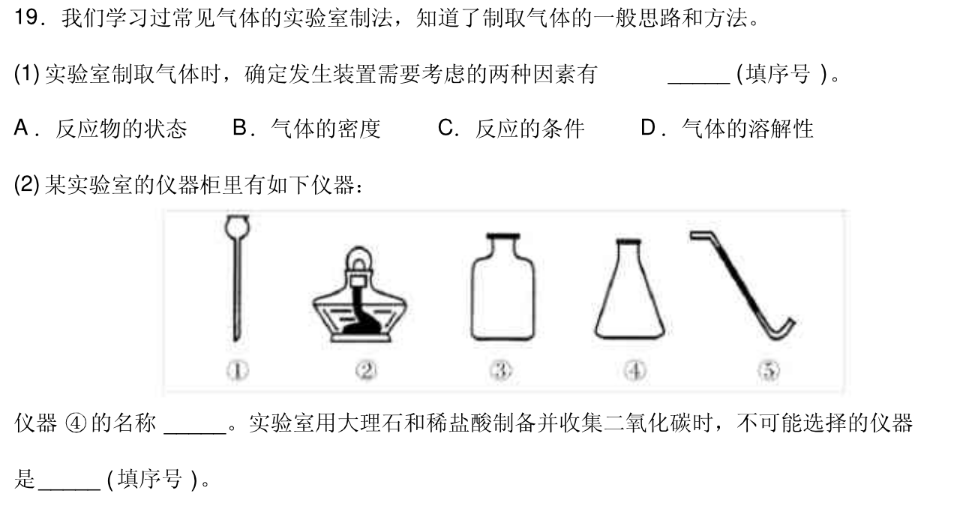 19. 我们学习过常见气体的实验室制法，知道了制取气体的一般思路和方法。
(1) 实验室制取气体时，确定发生装置需要考虑的两种因素有 _____ (填序号 )。
A. 反应物的状态 B. 气体的密度 C. 反应的条件 D. 气体的溶解性
(2) 某实验室的仪器柜里有如下仪器：
① ② ③ ④ ⑤
仪器 ④ 的名称 _____。实验室用大理石和稀盐酸制备并收集二氧化碳时，不可能选择的仪器
是_____ ( 填序号 )。